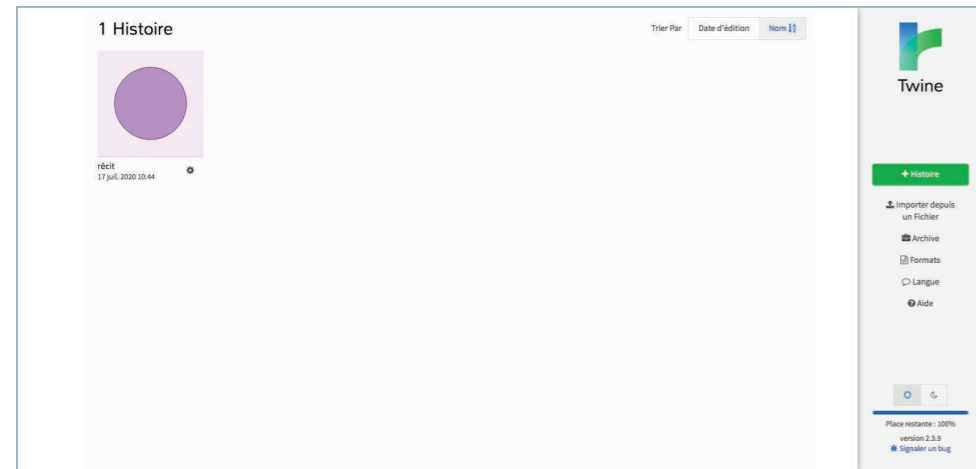 1 Histoire
Trier Par Date d'édition Nom
récit
17 juil. 2020 10:44
Twine
+ Histoire
Importer depuis
un Fichier
Archive
Formats
Langue
Aide
Place restante : 100%
version 2.3.9
Signaler un bug